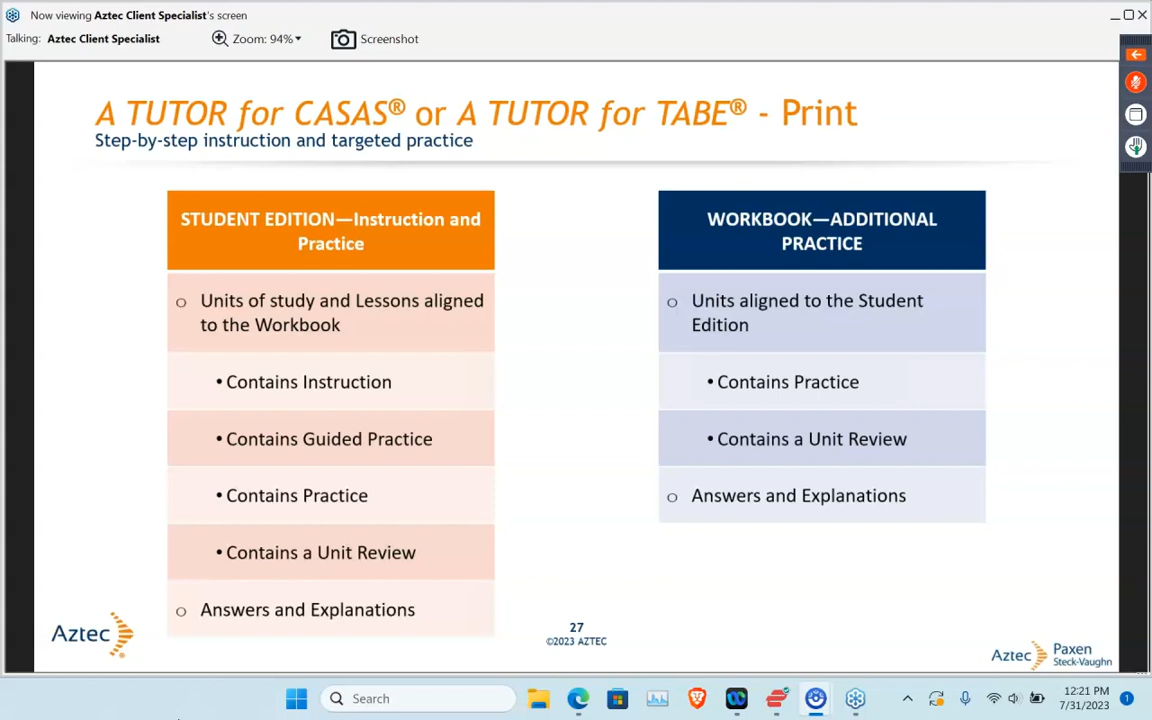 Now viewing Aztec Client Specialist's screen
Talking: Aztec Client Specialist
Zoom: 94%
Screenshot
A TUTOR for CASAS® or A TUTOR for TABE® - Print
Step-by-step instruction and targeted practice
STUDENT EDITION—Instruction and
Practice
o Units of study and Lessons aligned
to the Workbook
• Contains Instruction
• Contains Guided Practice
• Contains Practice
• Contains a Unit Review
o Answers and Explanations
WORKBOOK—ADDITIONAL
PRACTICE
o Units aligned to the Student
Edition
• Contains Practice
• Contains a Unit Review
o Answers and Explanations
Aztec
27
©2023 AZTEC
Aztec
Paxen
Steck-Vaughn
Search
12:21 PM
7/31/2023
1